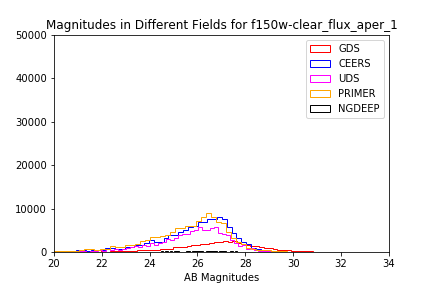 Magnitudes in Different Fields for f150w-clear_flux_aper_1
50000
40000
30000
20000
10000
0
GDS
CEERS
UDS
PRIMER
NGDEEP
20 22 24 26 28 30 32 34
AB Magnitudes